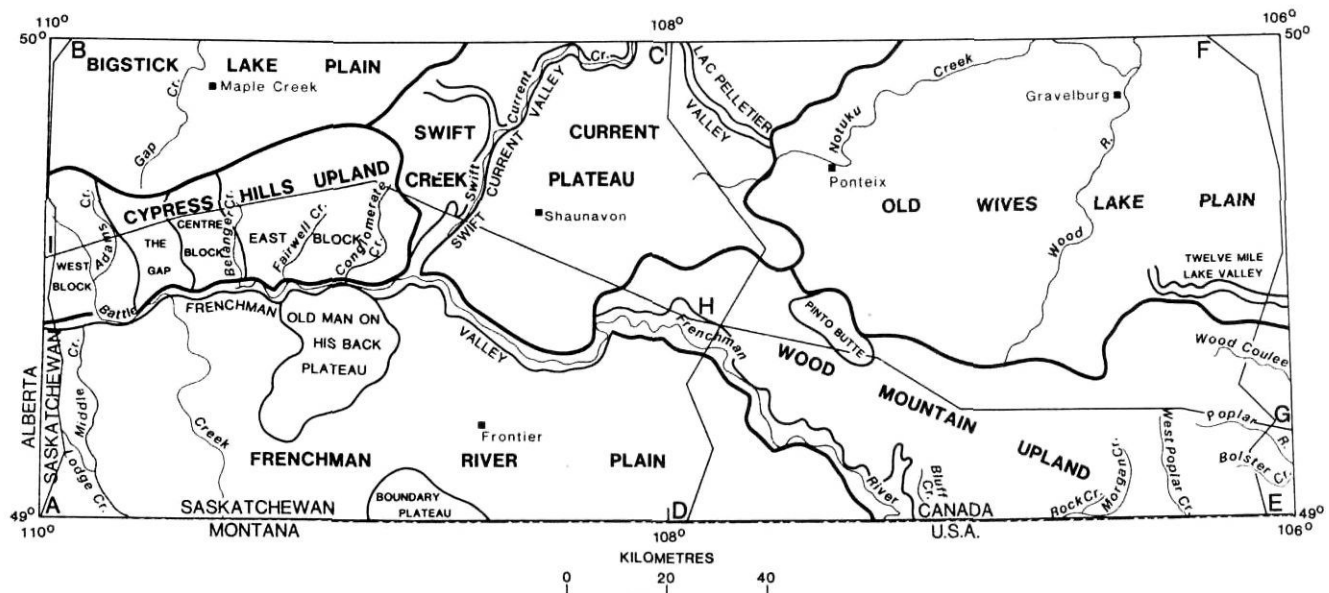 110°
108°
106°
50°
B
C
F
50°
BIGSTICK LAKE PLAIN
Cr.
Maple Creek
Gap
Cr.
Swift Current
CURRENT VALLEY
LAC PELLETIER
VALLEY
Creek
Notuku
Gravelburg
R.
SWIFT CURRENT
CREEK PLATEAU
Swift
SWIFT
Ponteix
OLD WIVES LAKE PLAIN
Wood
CYPRESS HILLS UPLAND
Shaunavon
I
Adams Cr.
WEST
BLOCK
THE
GAP
CENTRE
BLOCK
Belanger Cr.
EAST BLOCK
Fairwell Cr.
Conglomerate
Cr.
TWELVE MILE
LAKE VALLEY
Battle
FRENCHMAN
VALLEY
OLD MAN ON
HIS BACK
PLATEAU
H
Frenchman
PINTO BUTTE
WOOD
MOUNTAIN
UPLAND
Wood Coulee
ALBERTA
SASKATCHEWAN
Cr.
Middle
Lodge Cr.
Creek
Frontier
FRENCHMAN RIVER PLAIN
G
Poplar
R.
Bolster Cr.
West Poplar Cr.
Morgan Cr.
Rock Cr.
Bluff
Cr.
River
BOUNDARY
PLATEAU
A
D
E
49°
SASKATCHEWAN
MONTANA
CANADA
U.S.A.
49°
110°
108°
106°
KILOMETRES
0 20 40